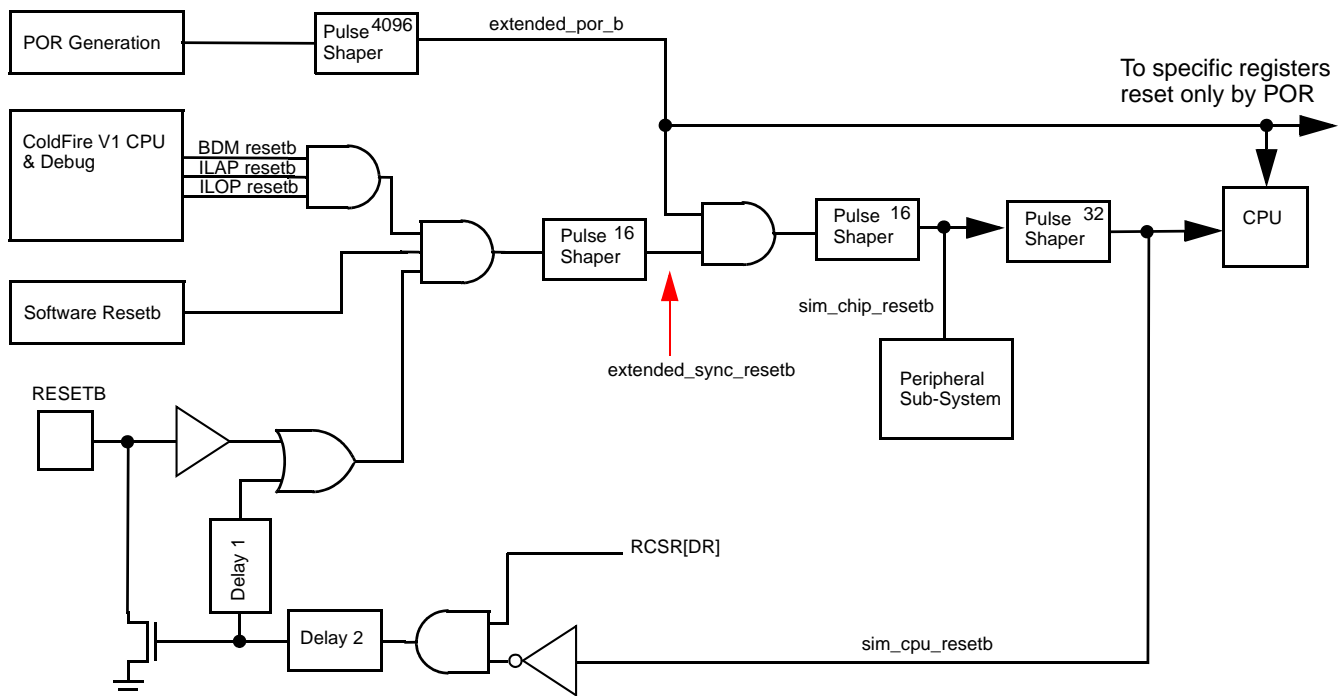 POR Generation
Pulse 4096
Shaper
extended_por_b
To specific registers
reset only by POR
ColdFire V1 CPU
& Debug
BDM resetb
ILAP resetb
ILOP resetb
Pulse 16
Shaper
Pulse 16
Shaper
Pulse 32
Shaper
CPU
Software Resetb
sim_chip_resetb
extended_sync_resetb
Peripheral
Sub-System
RESETB
Delay 1
RCSR[DR]
Delay 2
sim_cpu_resetb